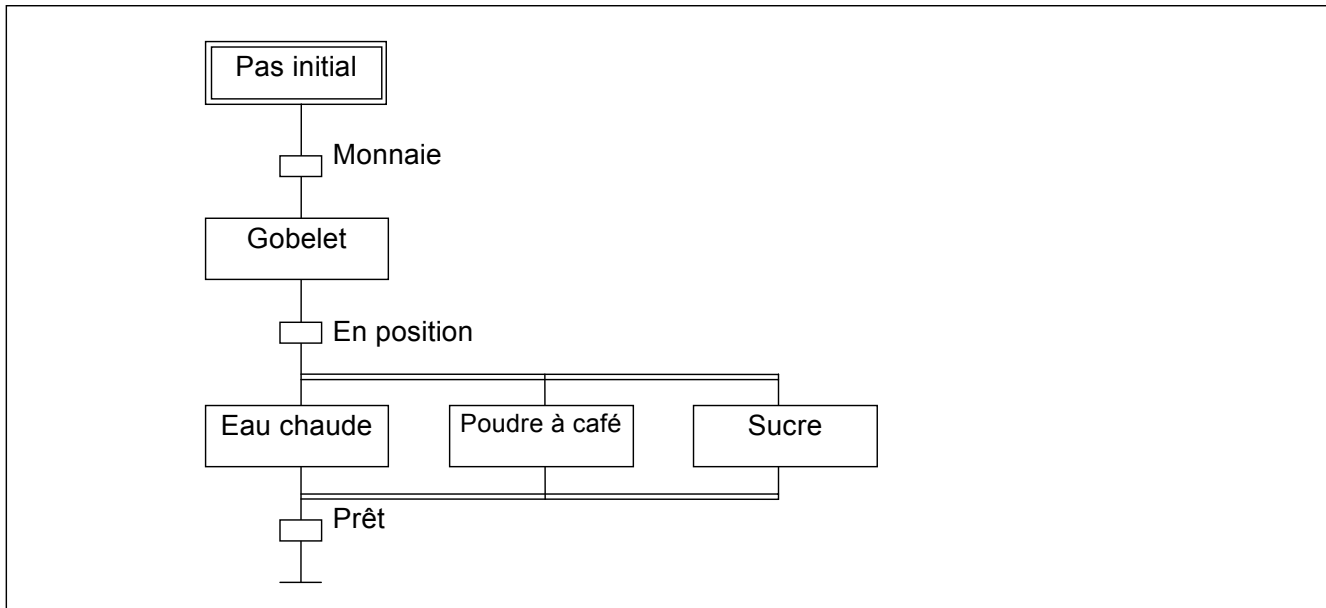 Pas initial
Monnaie
Gobelet
En position
Eau chaude
Poudre à café
Sucre
Prêt